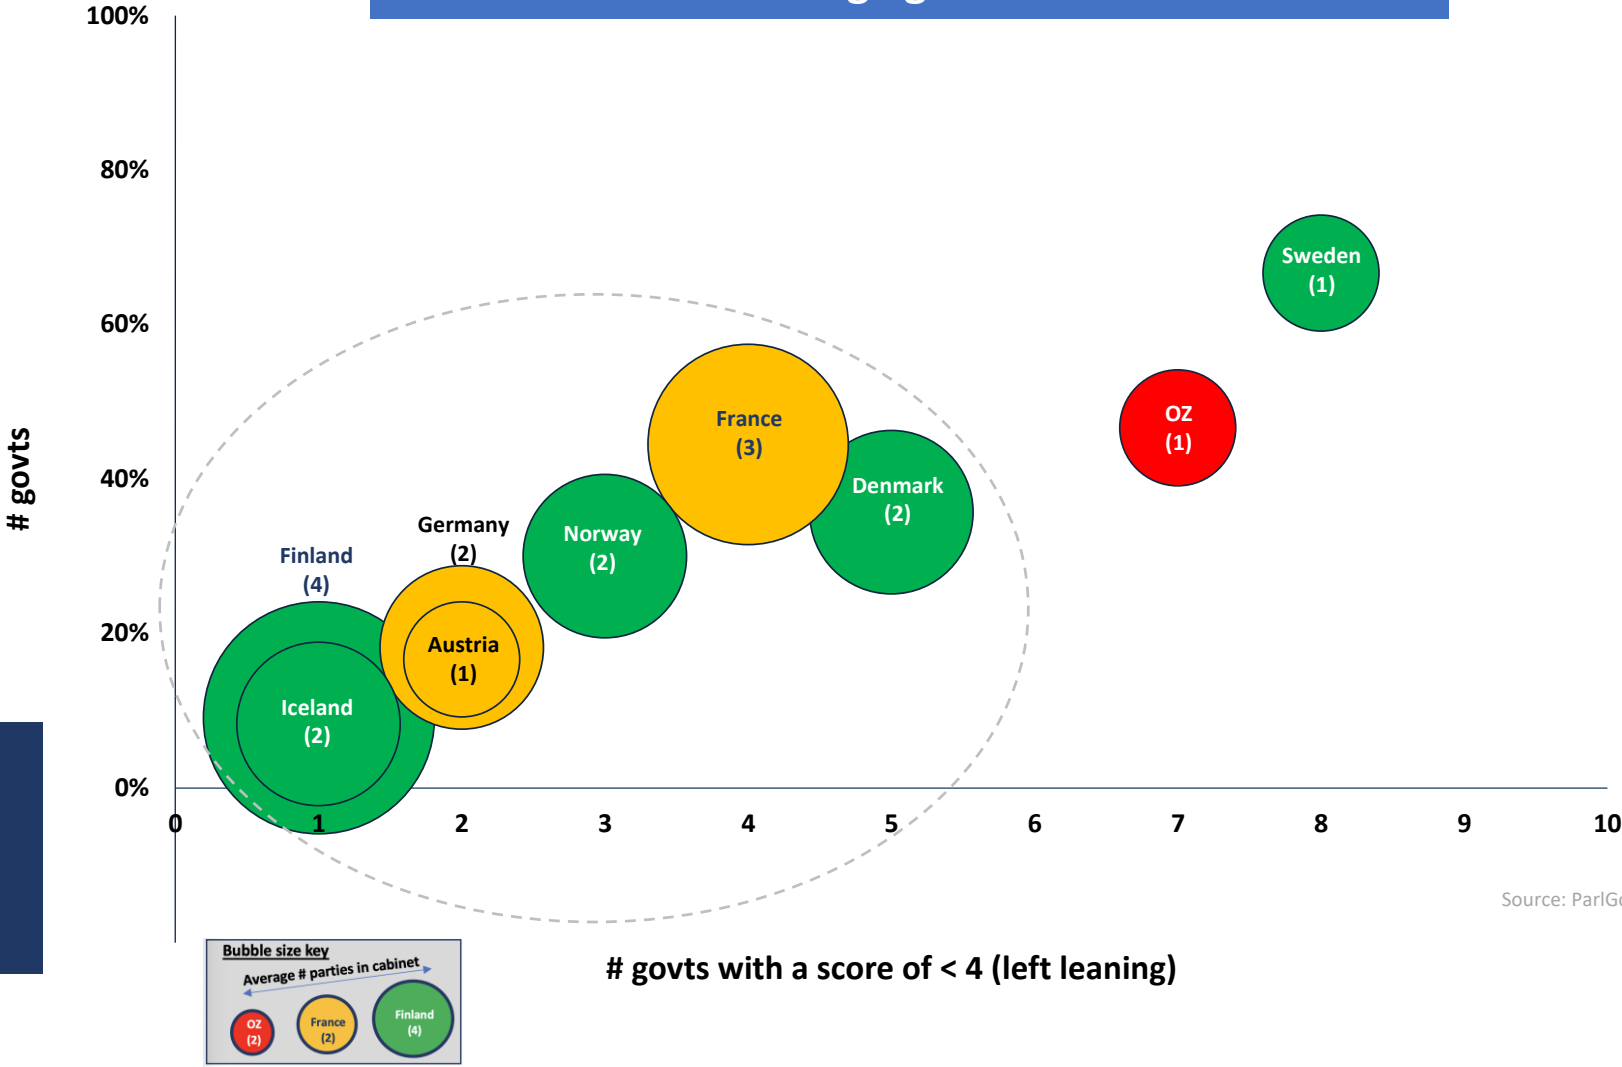 100%
80%
60%
40%
20%
0%
# govts
Sweden
(1)
OZ
(1)
France
(3)
Denmark
(2)
Norway
(2)
Germany
(2)
Austria
(1)
Finland
(4)
Iceland
(2)
0 1 2 3 4 5 6 7 8 9 10
Source: ParlGo
# govts with a score of < 4 (left leaning)
Bubble size key
Average # parties in cabinet
OZ
(2)
France
(2)
Finland
(4)